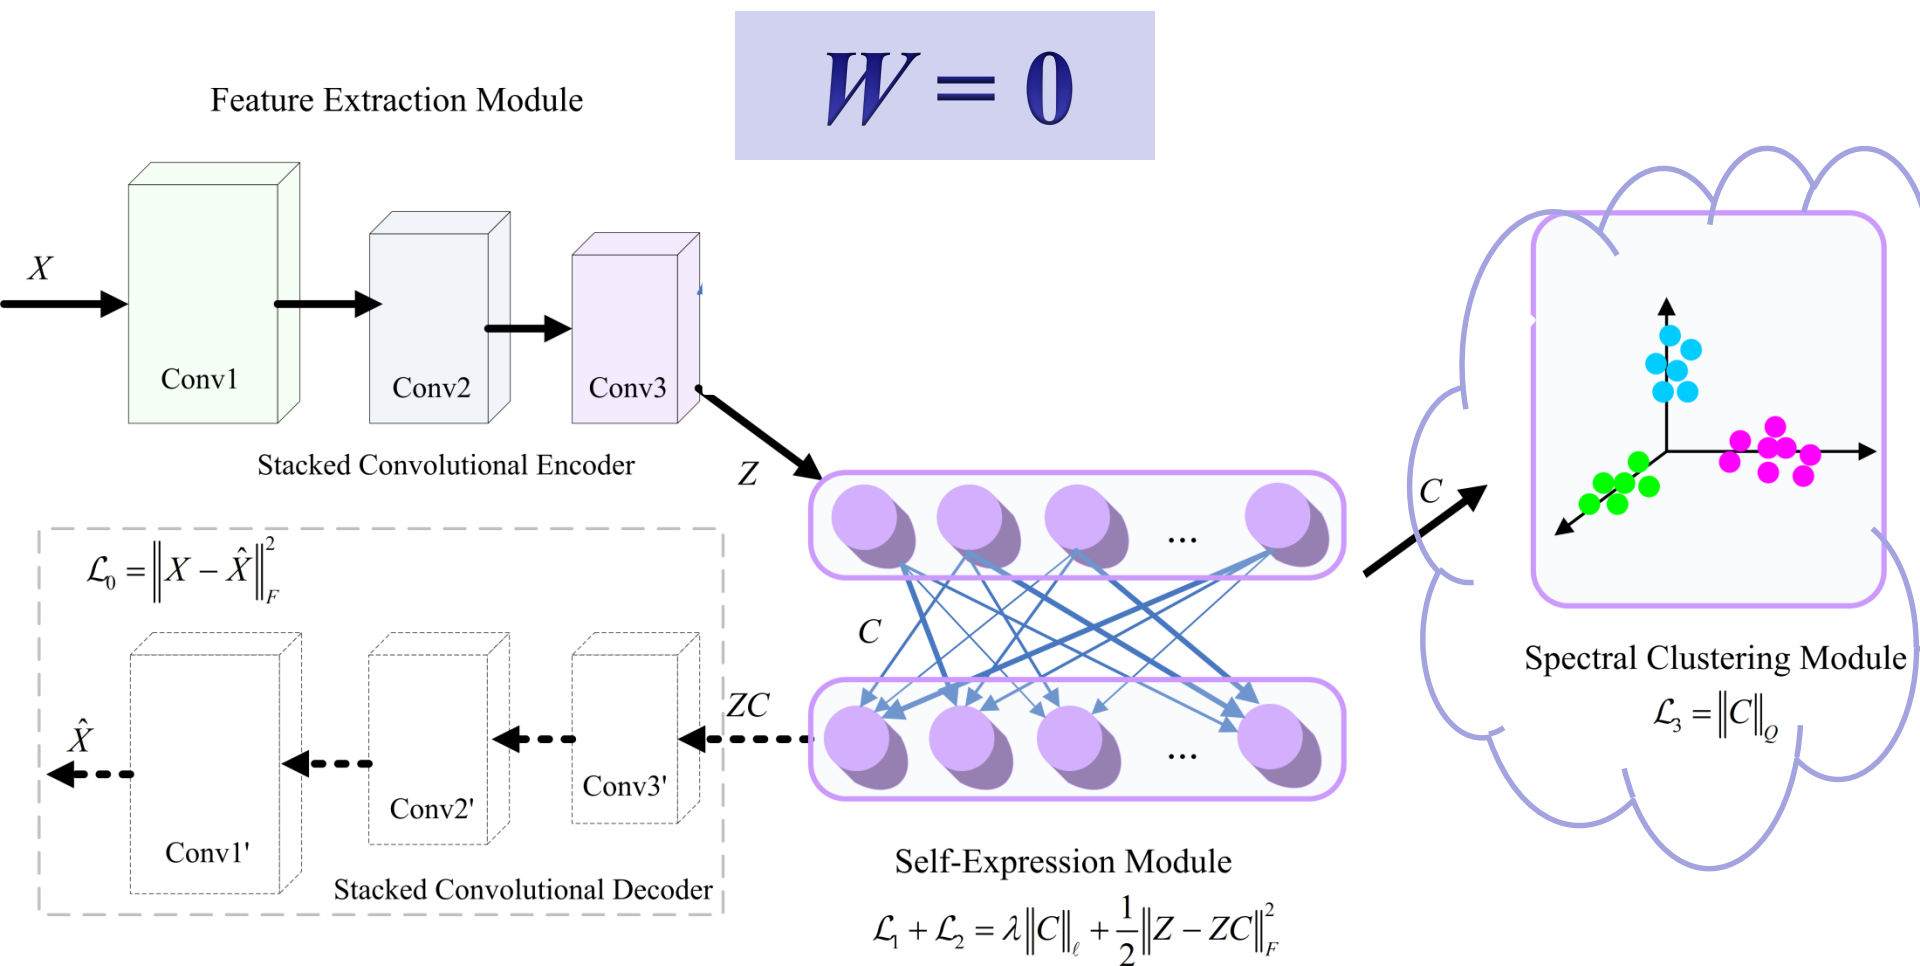 W = 0
Feature Extraction Module
X
Conv1
Conv2
Conv3
Stacked Convolutional Encoder
Z
C
...
C
ZC
...
Self-Expression Module
ℒ₁ + ℒ₂ = λ‖C‖_ℓ + 1/2‖Z − ZC‖²_F
ℒ₀ = ‖X − X̂‖²_F
X̂
Conv1'
Conv2'
Conv3'
Stacked Convolutional Decoder
Spectral Clustering Module
ℒ₃ = ‖C‖_Q